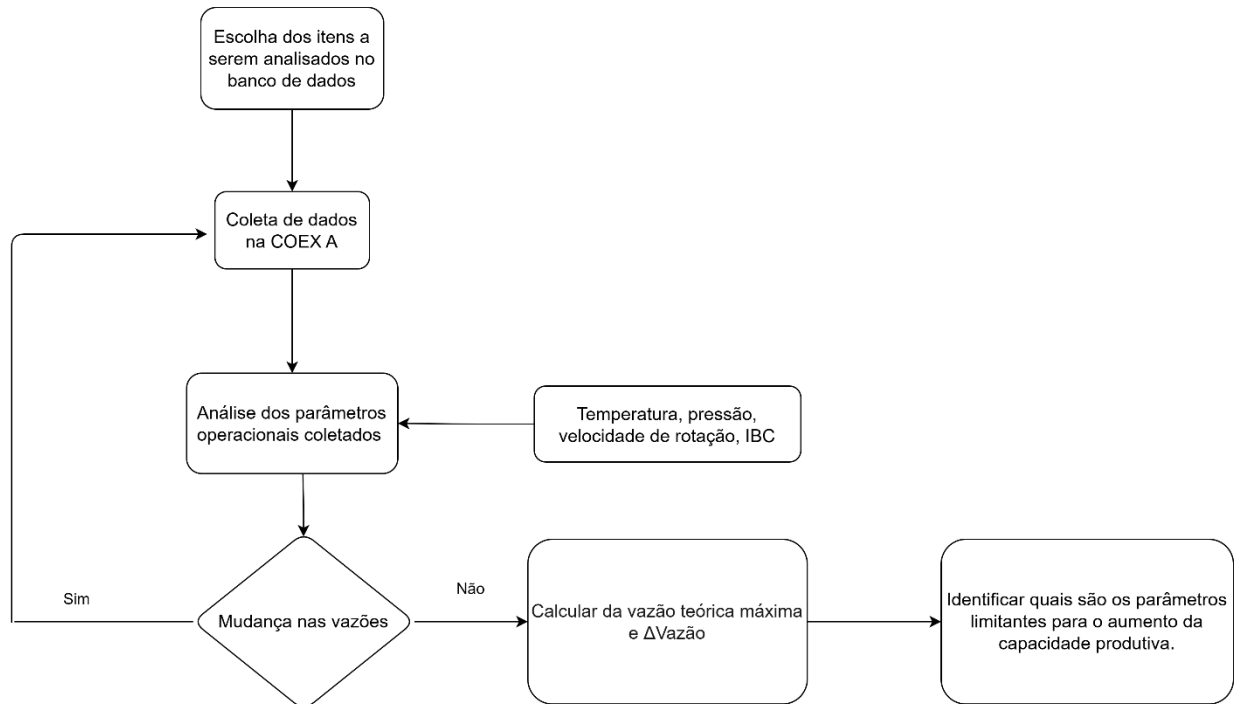 Escolha dos itens a
serem analisados no
banco de dados
Coleta de dados
na COEX A
Análise dos parâmetros
operacionais coletados
Temperatura, pressão,
velocidade de rotação, IBC
Sim
Mudança nas vazões
Não
Calcular da vazão teórica máxima
e ΔVazão
Identificar quais são os parâmetros
limitantes para o aumento da
capacidade produtiva.